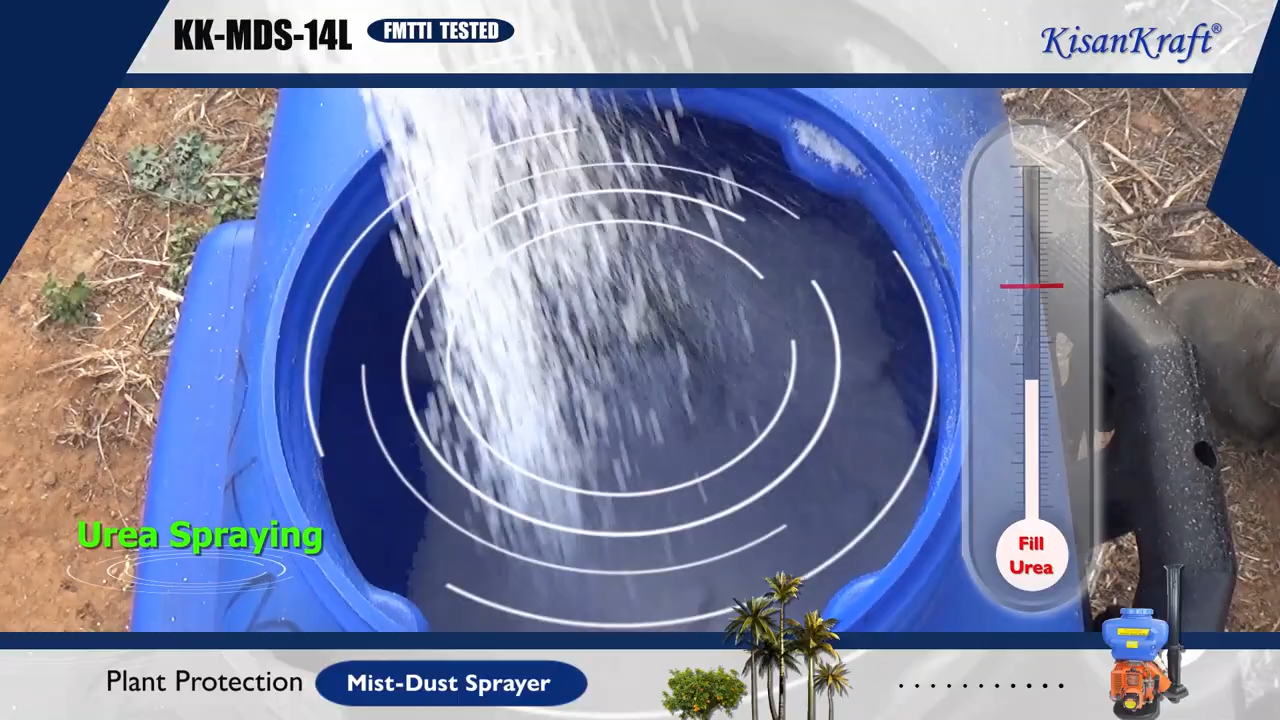 KK-MDS-14L
FMTTI TESTED
KisanKraft®
Urea Spraying
Fill
Urea
Plant Protection
Mist-Dust Sprayer